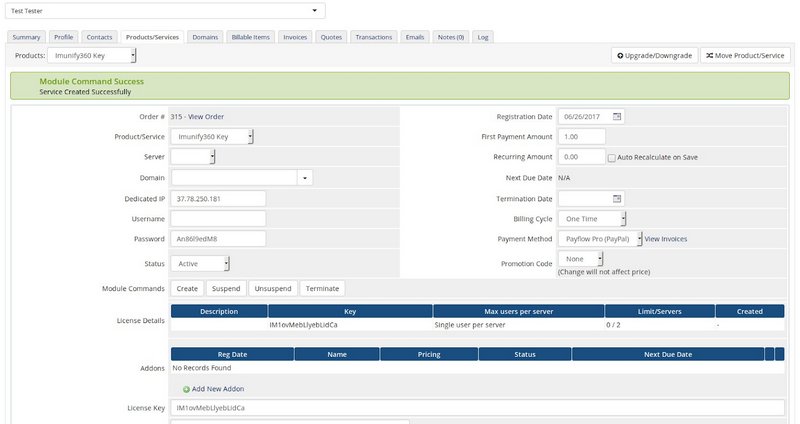 Test Tester
Summary Profile Contacts Products/Services Domains Billable Items Invoices Quotes Transactions Emails Notes (0) Log
Products: Imunify360 Key Upgrade/Downgrade Move Product/Service
Module Command Success
Service Created Successfully
Order # 315 - View Order Registration Date 06/26/2017
Product/Service Imunify360 Key First Payment Amount 1.00
Server Recurring Amount 0.00 Auto Recalculate on Save
Domain Next Due Date N/A
Dedicated IP 37.78.250.181 Termination Date
Username Billing Cycle One Time
Password An86l9edM8 Payment Method Payflow Pro (PayPal) View Invoices
Status Active Promotion Code None
(Change will not affect price)
Module Commands Create Suspend Unsuspend Terminate
License Details Description Key Max users per server Limit/Servers Created
IM1ovMebLlyebLidCa Single user per server 0 / 2 -
Reg Date Name Pricing Status Next Due Date
Addons No Records Found
Add New Addon
License Key IM1ovMebLlyebLidCa